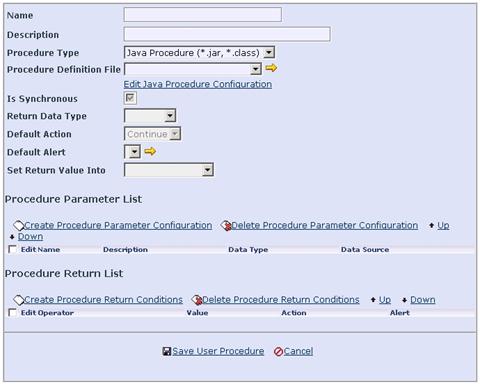 Name
Description
Procedure Type Java Procedure (*.jar, *.class)
Procedure Definition File
Edit Java Procedure Configuration
Is Synchronous
Return Data Type
Default Action Continue
Default Alert
Set Return Value Into
Procedure Parameter List
Create Procedure Parameter Configuration Delete Procedure Parameter Configuration Up
Down
Edit Name Description Data Type Data Source
Procedure Return List
Create Procedure Return Conditions Delete Procedure Return Conditions Up Down
Edit Operator Value Action Alert
Save User Procedure Cancel